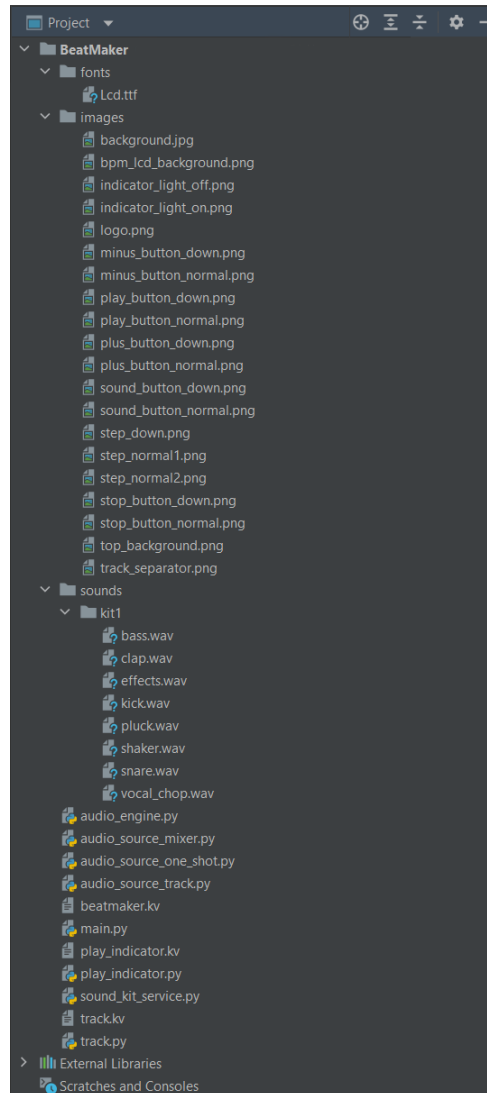 Project
BeatMaker
fonts
Lcd.ttf
images
background.jpg
bpm_lcd_background.png
indicator_light_off.png
indicator_light_on.png
logo.png
minus_button_down.png
minus_button_normal.png
play_button_down.png
play_button_normal.png
plus_button_down.png
plus_button_normal.png
sound_button_down.png
sound_button_normal.png
step_down.png
step_normal1.png
step_normal2.png
stop_button_down.png
stop_button_normal.png
top_background.png
track_separator.png
sounds
kit1
bass.wav
clap.wav
effects.wav
kick.wav
pluck.wav
shaker.wav
snare.wav
vocal_chop.wav
audio_engine.py
audio_source_mixer.py
audio_source_one_shot.py
audio_source_track.py
beatmaker.kv
main.py
play_indicator.kv
play_indicator.py
sound_kit_service.py
track.kv
track.py
External Libraries
Scratches and Consoles